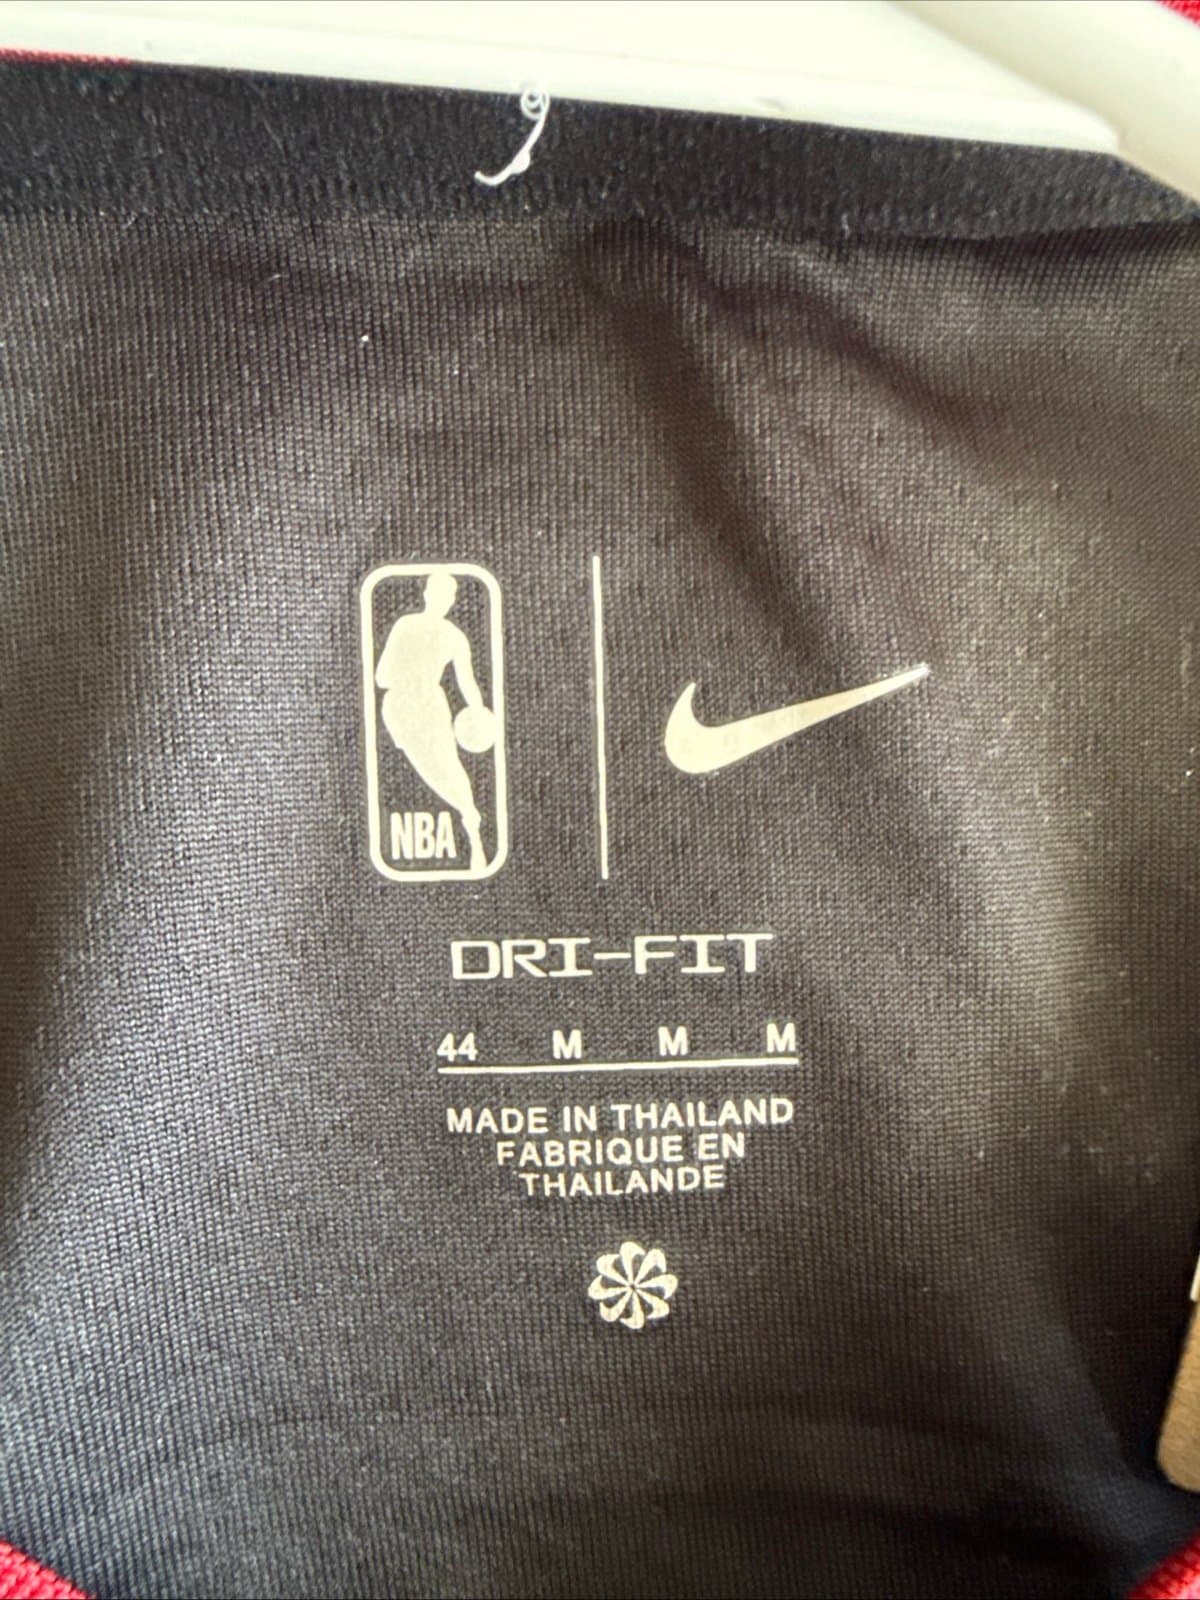 NBA
DRI-FIT
44 M M M
MADE IN THAILAND
FABRIQUE EN
THAILANDE